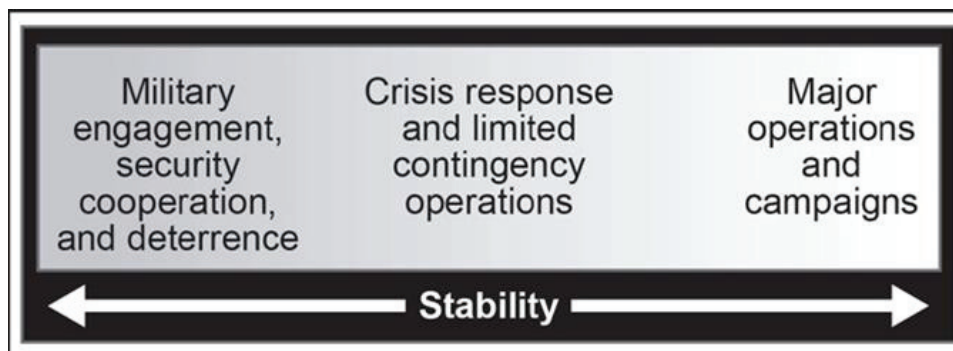 Military
engagement,
security
cooperation,
and deterrence
Crisis response
and limited
contingency
operations
Major
operations
and
campaigns
Stability